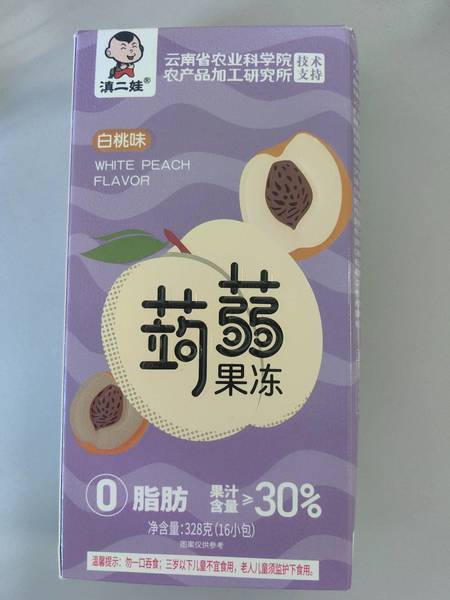 滇二娃®
云南省农业科学院
农产品加工研究所
技术
支持
白桃味
WHITE PEACH
FLAVOR
蒟蒻
果冻
0脂肪
果汁
含量
≥30%
净含量:328克(16小包)
图案仅供参考
温馨提示：勿一口吞食；三岁以下儿童不宜食用，老人儿童须监护下食用。